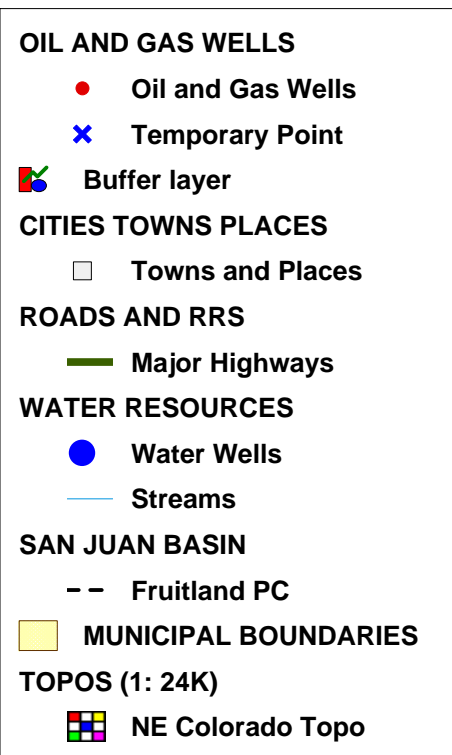 OIL AND GAS WELLS
Oil and Gas Wells
Temporary Point
Buffer layer
CITIES TOWNS PLACES
Towns and Places
ROADS AND RRS
Major Highways
WATER RESOURCES
Water Wells
Streams
SAN JUAN BASIN
Fruitland PC
MUNICIPAL BOUNDARIES
TOPOS (1: 24K)
NE Colorado Topo